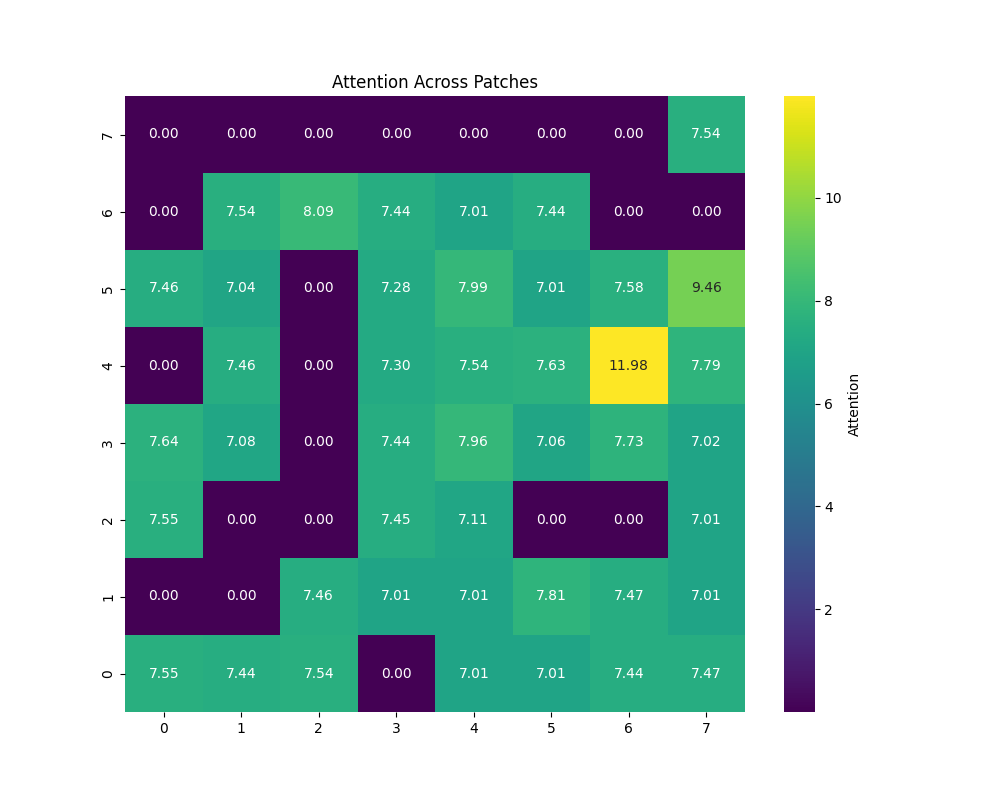 Attention Across Patches
7 0.00 0.00 0.00 0.00 0.00 0.00 0.00 7.54
6 0.00 7.54 8.09 7.44 7.01 7.44 0.00 0.00
5 7.46 7.04 0.00 7.28 7.99 7.01 7.58 9.46
4 0.00 7.46 0.00 7.30 7.54 7.63 11.98 7.79
3 7.64 7.08 0.00 7.44 7.96 7.06 7.73 7.02
2 7.55 0.00 0.00 7.45 7.11 0.00 0.00 7.01
1 0.00 0.00 7.46 7.01 7.01 7.81 7.47 7.01
0 7.55 7.44 7.54 0.00 7.01 7.01 7.44 7.47
0 1 2 3 4 5 6 7
10
8
6
4
2
Attention